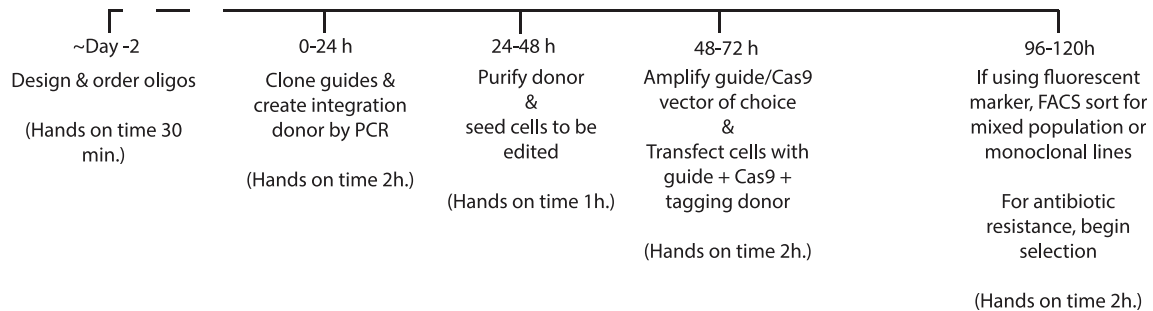 ~Day -2
Design & order oligos
(Hands on time 30
min.)
0-24 h
Clone guides &
create integration
donor by PCR
(Hands on time 2h.)
24-48 h
Purify donor
&
seed cells to be
edited
(Hands on time 1h.)
48-72 h
Amplify guide/Cas9
vector of choice
&
Transfect cells with
guide + Cas9 +
tagging donor
(Hands on time 2h.)
96-120h
If using fluorescent
marker, FACS sort for
mixed population or
monoclonal lines
For antibiotic
resistance, begin
selection
(Hands on time 2h.)